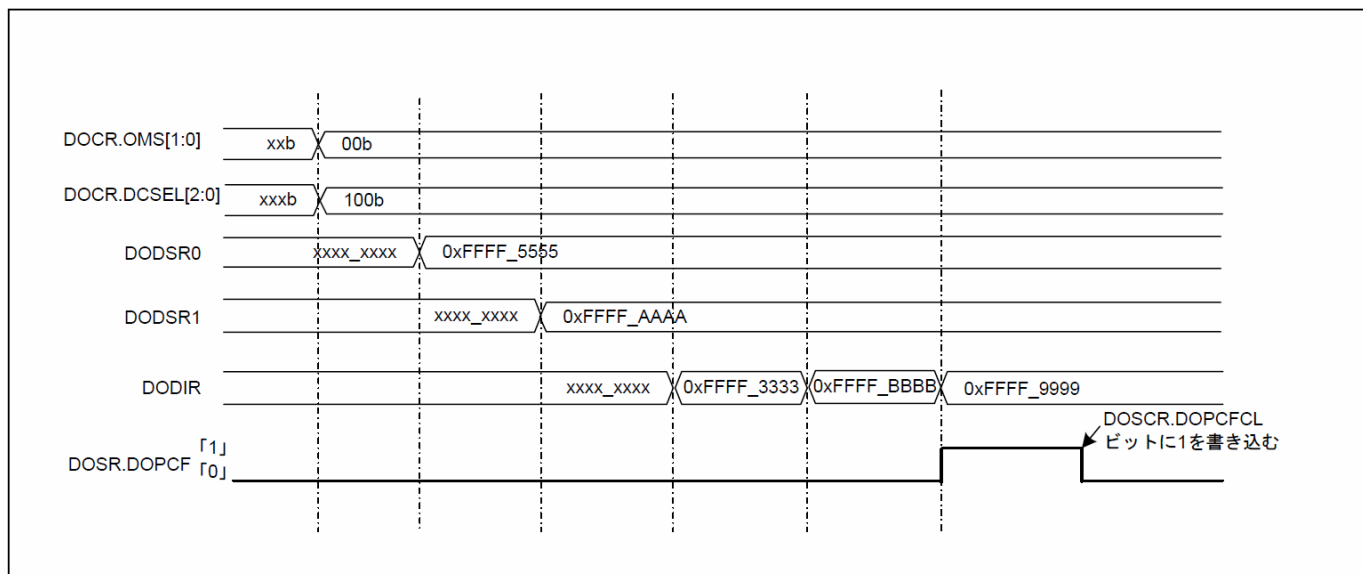 DOCR.OMS[1:0] xxb 00b
DOCR.DCSEL[2:0] xxxb 100b
DODSR0 xxxx_xxxx 0xFFFF_5555
DODSR1 xxxx_xxxx 0xFFFF_AAAA
DODIR xxxx_xxxx 0xFFFF_3333 0xFFFF_BBBB 0xFFFF_9999
DOSCR.DOPCFCL
ビットに1を書き込む
「1」
DOSR.DOPCF 「0」